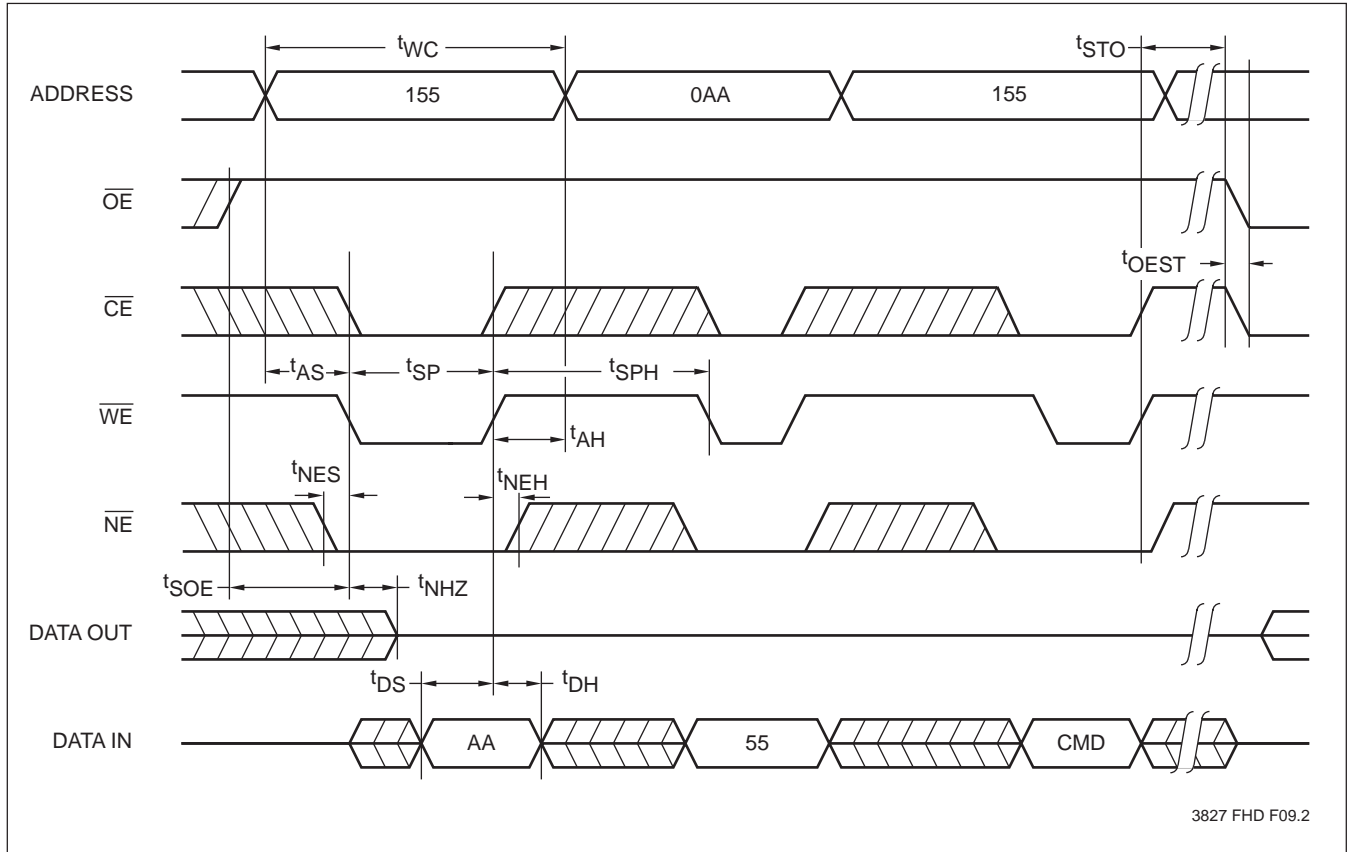 tWC
tSTO
ADDRESS 155 0AA 155
OE
tOEST
CE
tAS tSP tSPH
WE
tAH
tNES tNEH
NE
tSOE tNHZ
DATA OUT
tDS tDH
DATA IN AA 55 CMD
3827 FHD F09.2